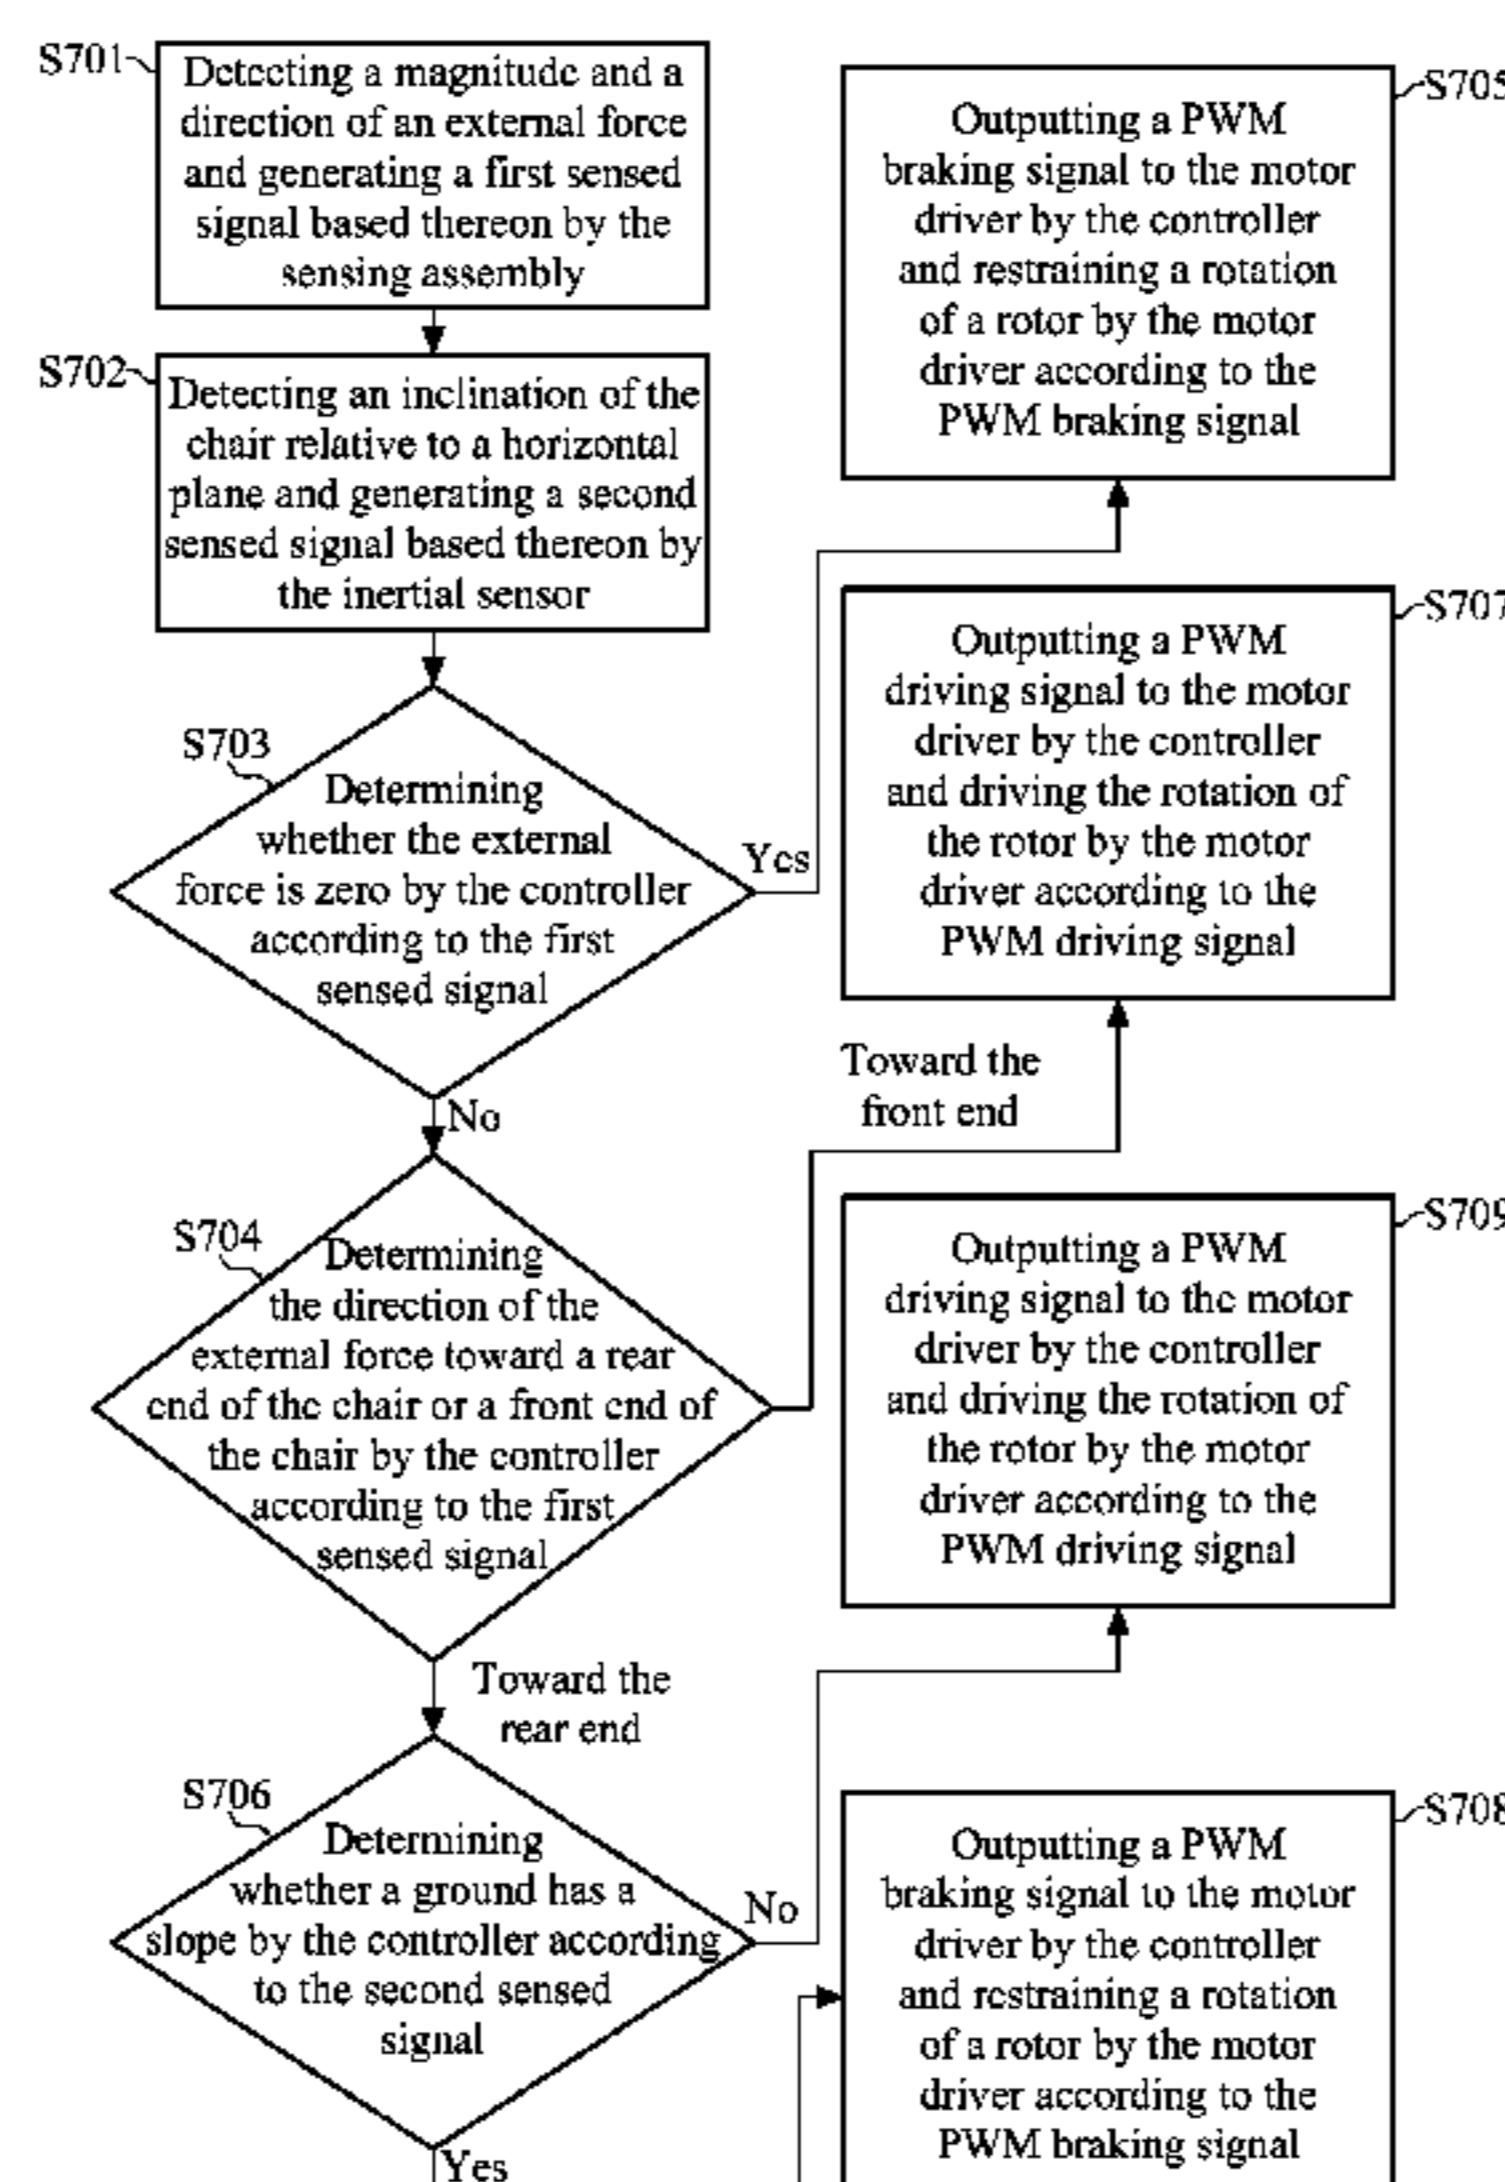 S701
Detecting a magnitude and a
direction of an external force
and generating a first sensed
signal based thereon by the
sensing assembly
S702
Detecting an inclination of the
chair relative to a horizontal
plane and generating a second
sensed signal based thereon by
the inertial sensor
S703
Determining
whether the external
force is zero by the controller
according to the first
sensed signal
Yes
No
S705
Outputting a PWM
braking signal to the motor
driver by the controller
and restraining a rotation
of a rotor by the motor
driver according to the
PWM braking signal
S704
Determining
the direction of the
external force toward a rear
end of the chair or a front end of
the chair by the controller
according to the first
sensed signal
Toward the
front end
S707
Outputting a PWM
driving signal to the motor
driver by the controller
and driving the rotation of
the rotor by the motor
driver according to the
PWM driving signal
Toward the
rear end
S706
Determining
whether a ground has a
slope by the controller according
to the second sensed
signal
No
Yes
S709
Outputting a PWM
driving signal to the motor
driver by the controller
and driving the rotation of
the rotor by the motor
driver according to the
PWM driving signal
S708
Outputting a PWM
braking signal to the motor
driver by the controller
and restraining a rotation
of a rotor by the motor
driver according to the
PWM braking signal